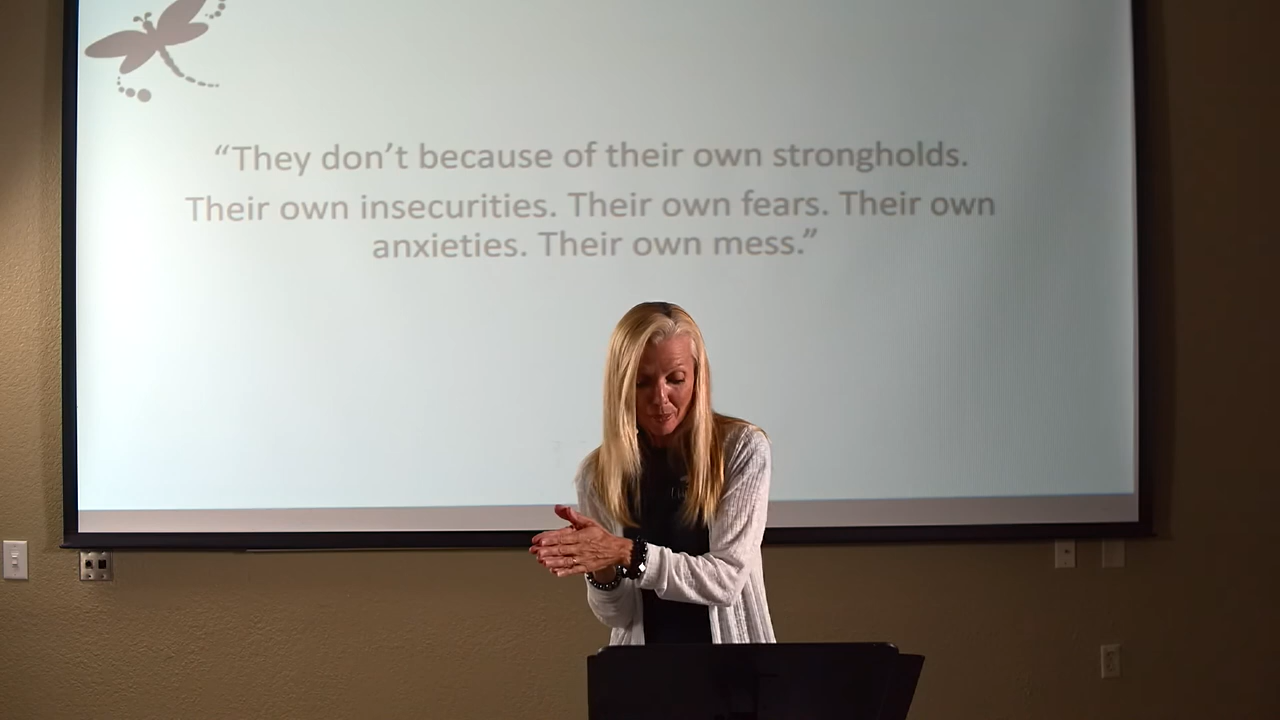 “They don’t because of their own strongholds.
Their own insecurities. Their own fears. Their own
anxieties. Their own mess.”